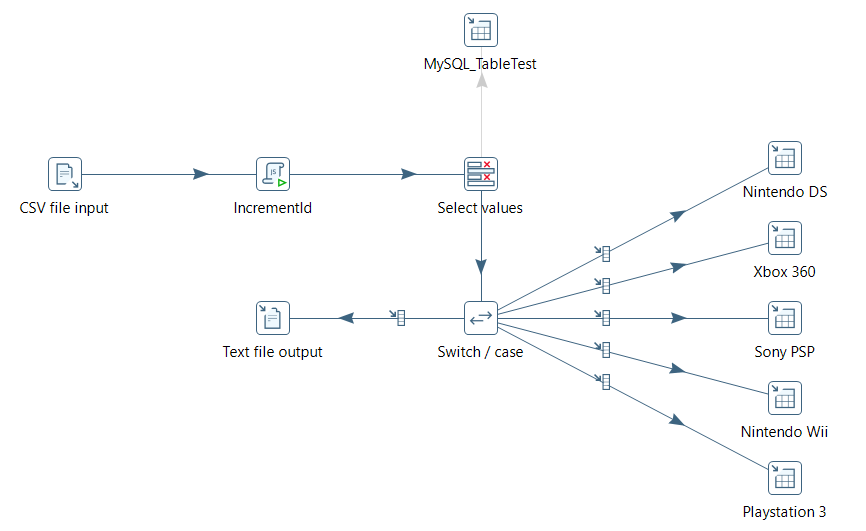 MySQL_TableTest
CSV file input
IncrementId
Select values
Nintendo DS
Xbox 360
Text file output
Switch / case
Sony PSP
Nintendo Wii
Playstation 3
JS